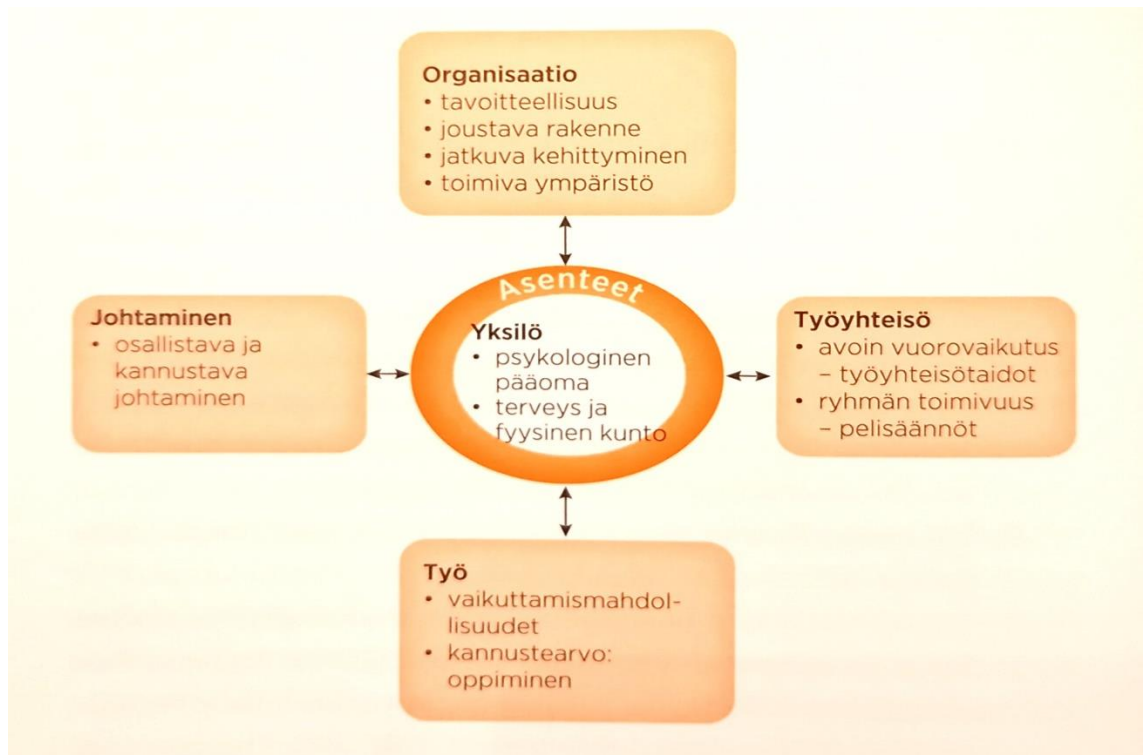 Organisaatio
• tavoitteellisuus
• joustava rakenne
• jatkuva kehittyminen
• toimiva ympäristö
Asenteet
Johtaminen
• osallistava ja
kannustava
johtaminen
Yksilö
• psykologinen
pääoma
• terveys ja
fyysinen kunto
Työyhteisö
• avoin vuorovaikutus
– työyhteisötaidot
• ryhmän toimivuus
– pelisäännöt
Työ
• vaikuttamismahdol-
lisuudet
• kannustearvo:
oppiminen